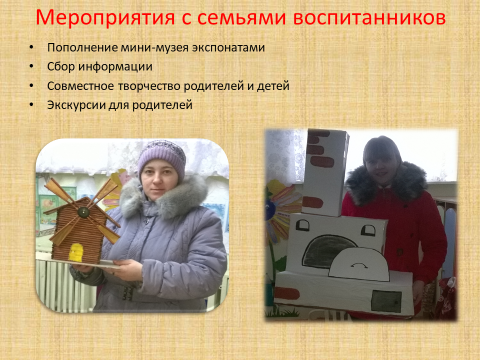 Мероприятия с семьями воспитанников
• Пополнение мини-музея экспонатами
• Сбор информации
• Совместное творчество родителей и детей
• Экскурсии для родителей